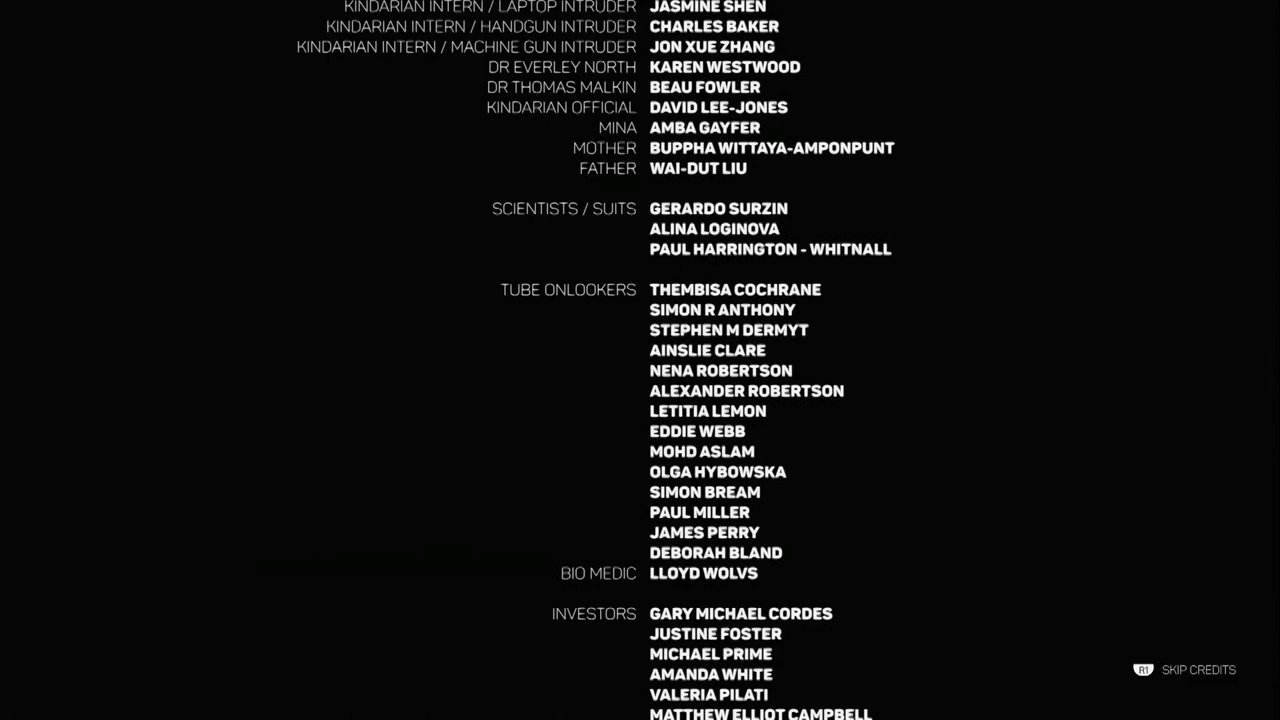 KINDARIAN INTERN / LAPTOP INTRUDER JASMINE SHEN
KINDARIAN INTERN / HANDGUN INTRUDER CHARLES BAKER
KINDARIAN INTERN / MACHINE GUN INTRUDER JON XUE ZHANG
DR EVERLEY NORTH KAREN WESTWOOD
DR THOMAS MALKIN BEAU FOWLER
KINDARIAN OFFICIAL DAVID LEE-JONES
MINA AMBA GAYFER
MOTHER BUPPHA WITTAYA-AMPONPUNT
FATHER WAI-DUT LIU
SCIENTISTS / SUITS GERARDO SURZIN
ALINA LOGINOVA
PAUL HARRINGTON - WHITNALL
TUBE ONLOOKERS THEMBISA COCHRANE
SIMON R ANTHONY
STEPHEN M DERMYT
AINSLIE CLARE
NENA ROBERTSON
ALEXANDER ROBERTSON
LETITIA LEMON
EDDIE WEBB
MOHD ASLAM
OLGA HYBOWSKA
SIMON BREAM
PAUL MILLER
JAMES PERRY
DEBORAH BLAND
BIO MEDIC LLOYD WOLVS
INVESTORS GARY MICHAEL CORDES
JUSTINE FOSTER
MICHAEL PRIME
AMANDA WHITE
VALERIA PILATI
MATTHEW ELLIOT CAMPBELL
R1 SKIP CREDITS